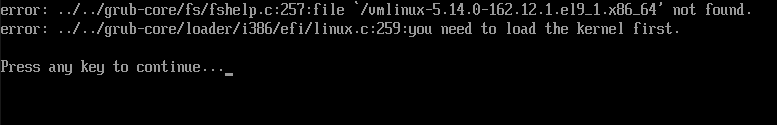 error: ../../grub-core/fs/fshelp.c:257:file `/vmlinux-5.14.0-162.12.1.el9_1.x86_64' not found.
error: ../../grub-core/loader/i386/efi/linux.c:259:you need to load the kernel first.
Press any key to continue..._